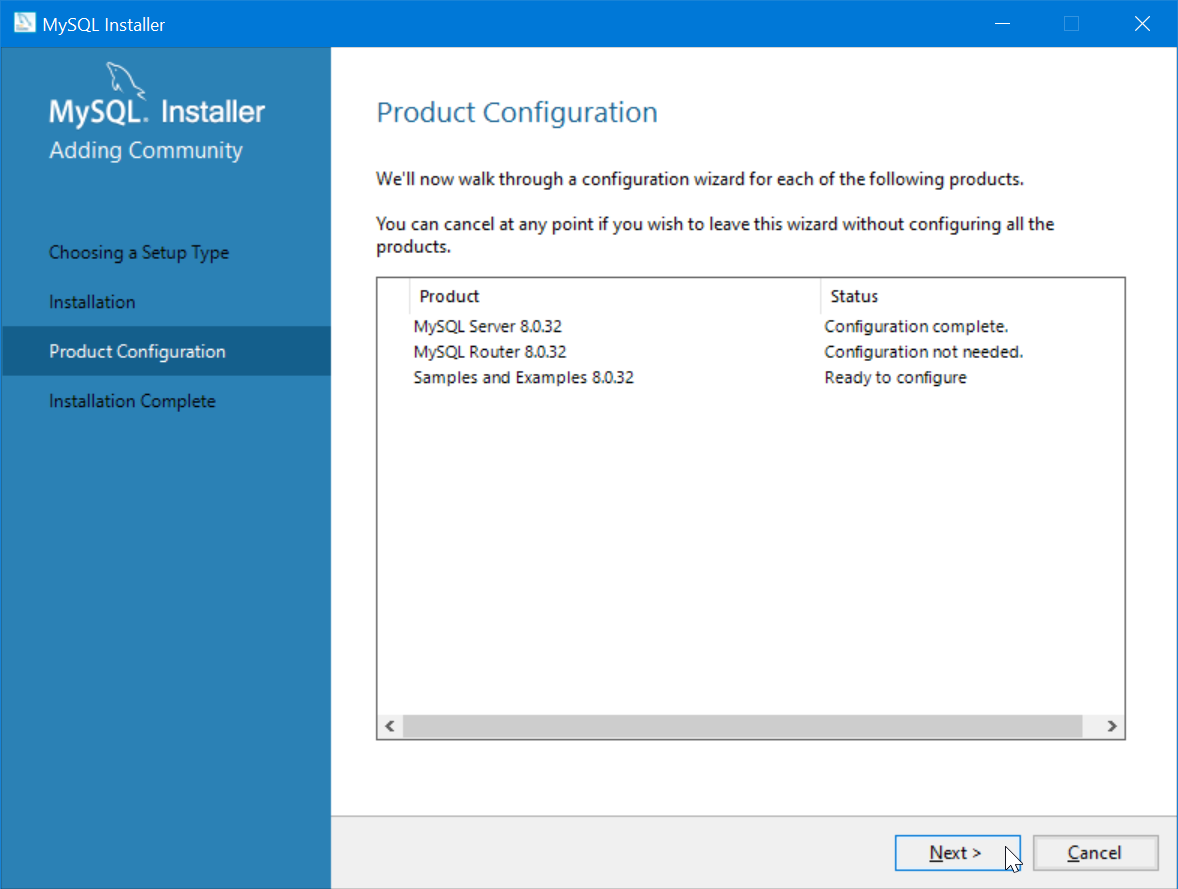 MySQL Installer
MySQL. Installer
Adding Community
Choosing a Setup Type
Installation
Product Configuration
Installation Complete
Product Configuration
We'll now walk through a configuration wizard for each of the following products.
You can cancel at any point if you wish to leave this wizard without configuring all the
products.
Product Status
MySQL Server 8.0.32 Configuration complete.
MySQL Router 8.0.32 Configuration not needed.
Samples and Examples 8.0.32 Ready to configure
Next > Cancel